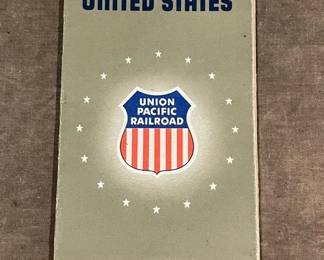 UNITED STATES
UNION
PACIFIC
RAILROAD